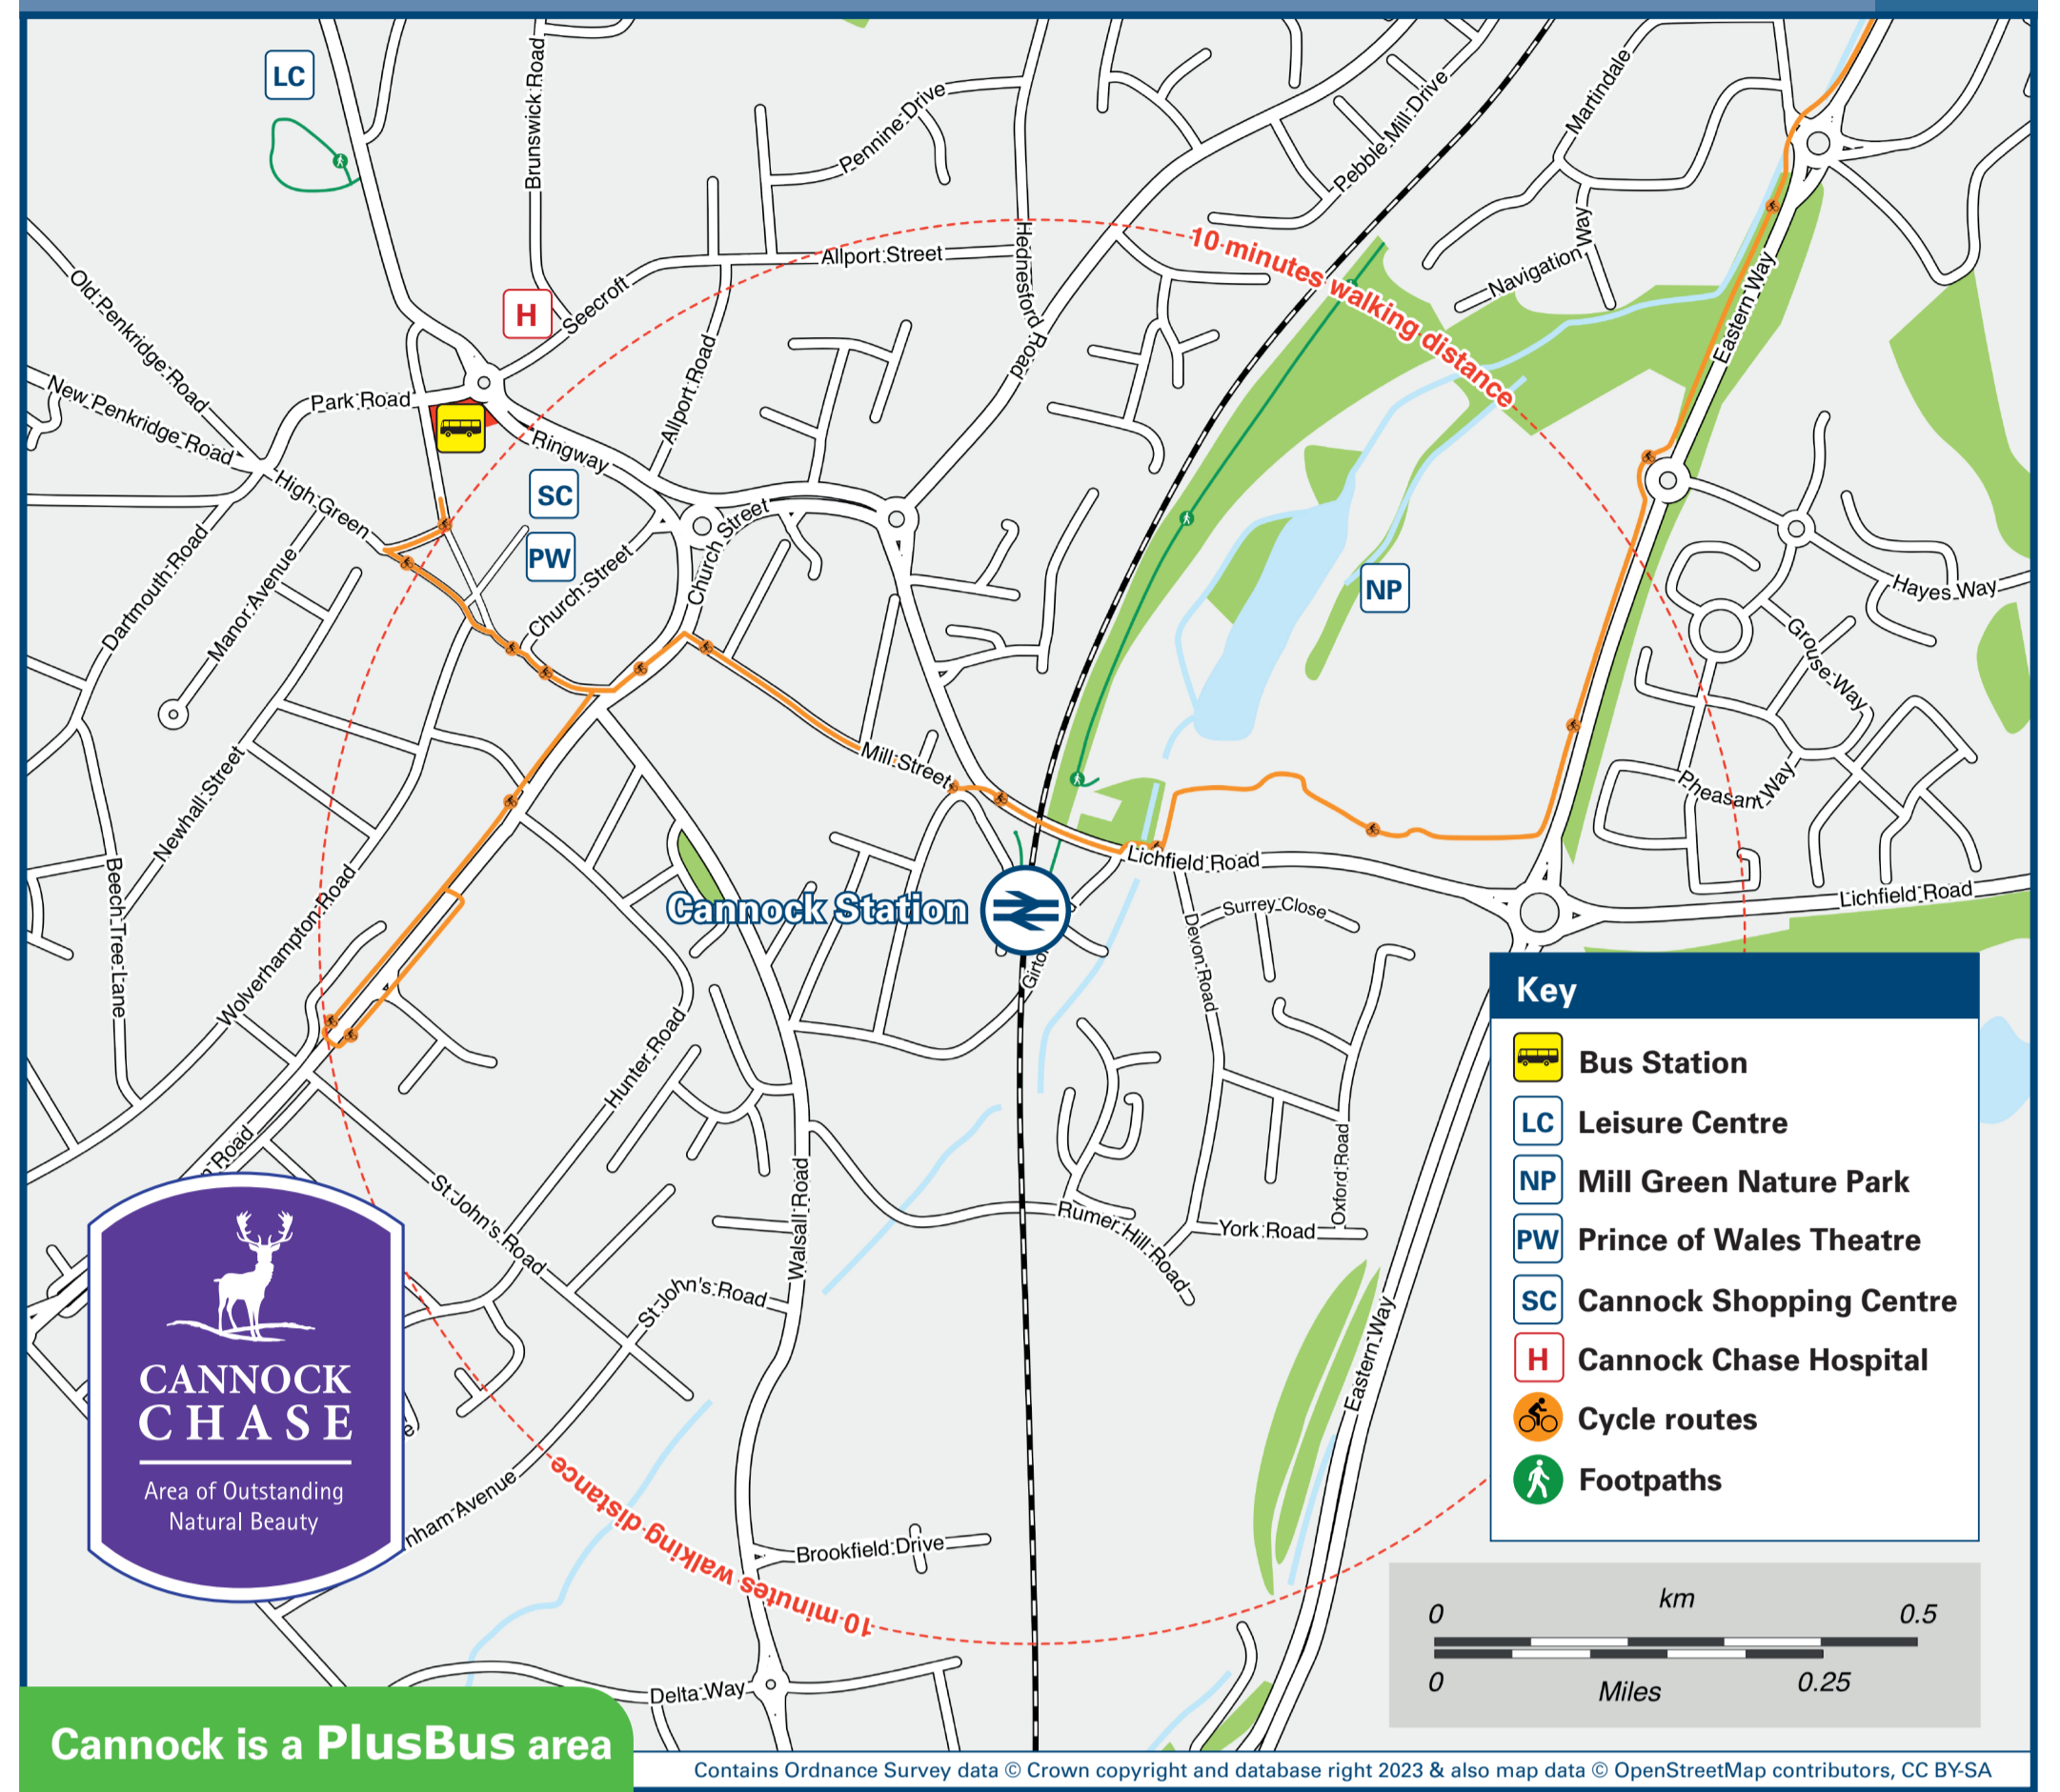 LC
Brunswick Road
Pennine Drive
Pebble Mill Drive
Martindale
Navigation Way
Eastern Way
Hednesford Road
Allport Street
10 minutes walking distance
H
Seecroft
Old Penkridge Road
New Penkridge Road
Park Road
Allport Road
Ringway
High Green
SC
PW
Church Street
Church Street
NP
Dartmouth Road
Manor Avenue
Hayes Way
Grouse Way
Pheasant Way
Mill Street
Newhall Street
Beech Tree Lane
Wolverhampton Road
Lichfield Road
Lichfield Road
Cannock Station
Surrey Close
Devon Road
Girton
Hunter Road
Oxford Road
York Road
Rumer Hill Road
Walsall Road
St John's Road
St John's Road
n Road
Eastern Way
nham Avenue
e
Brookfield Drive
10 minutes walking distance
Delta Way
CANNOCK
CHASE
Area of Outstanding
Natural Beauty
Key
Bus Station
LC Leisure Centre
NP Mill Green Nature Park
PW Prince of Wales Theatre
SC Cannock Shopping Centre
H Cannock Chase Hospital
Cycle routes
Footpaths
km
0 0.5
0 0.25
Miles
Cannock is a PlusBus area
Contains Ordnance Survey data © Crown copyright and database right 2023 & also map data © OpenStreetMap contributors, CC BY-SA